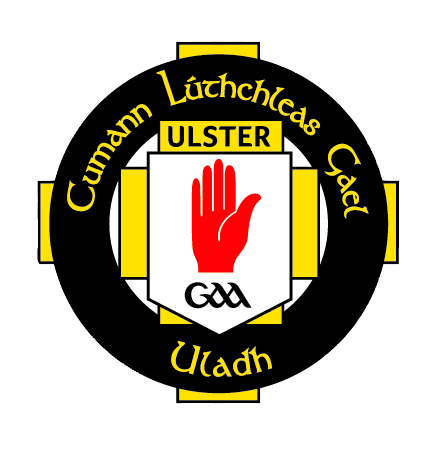 Cumann Lúthchleas Gael
ULSTER
GAA
Uladh